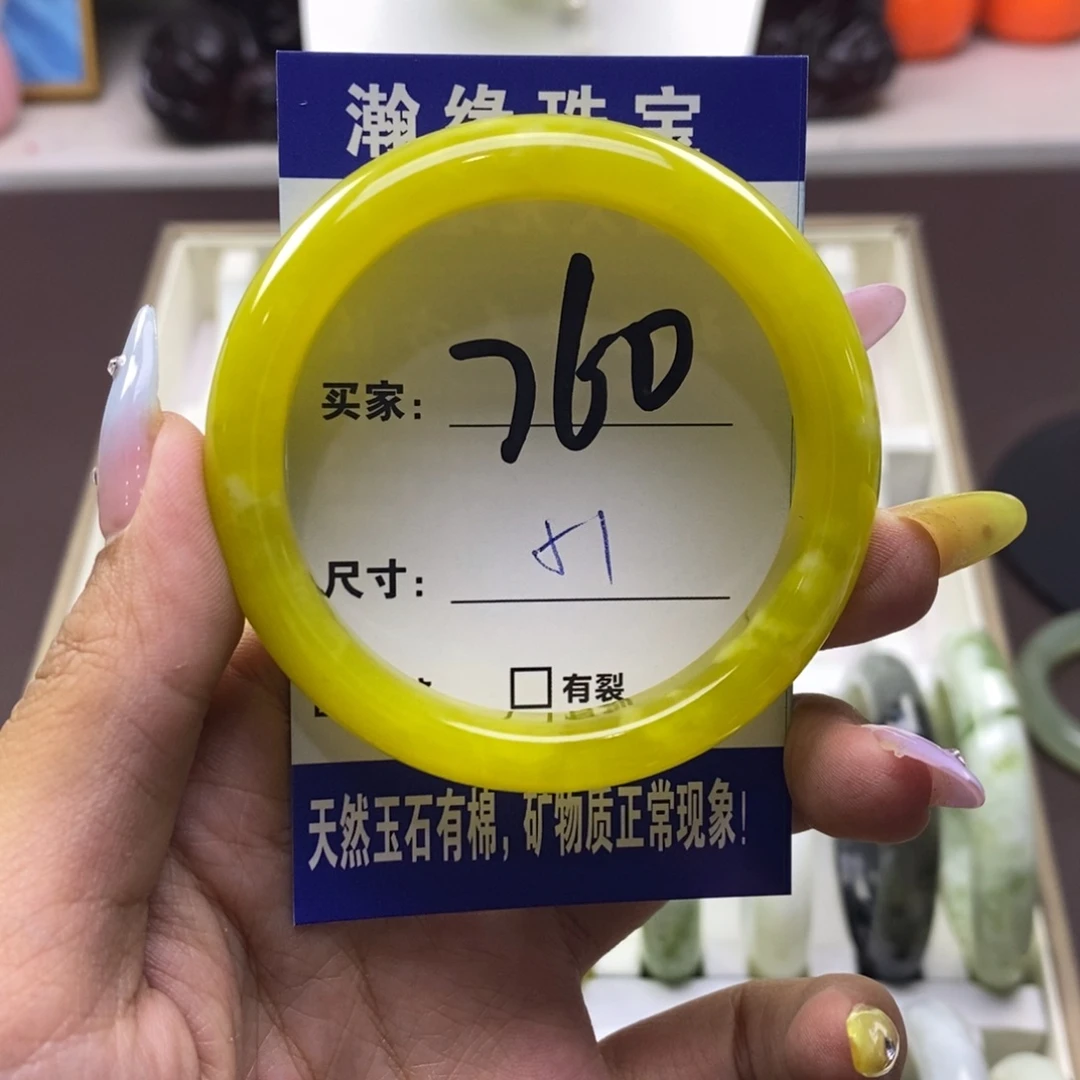 瀚缘珠宝
买家: 760
尺寸: 51
□有裂
天然玉石有棉, 矿物质正常现象!